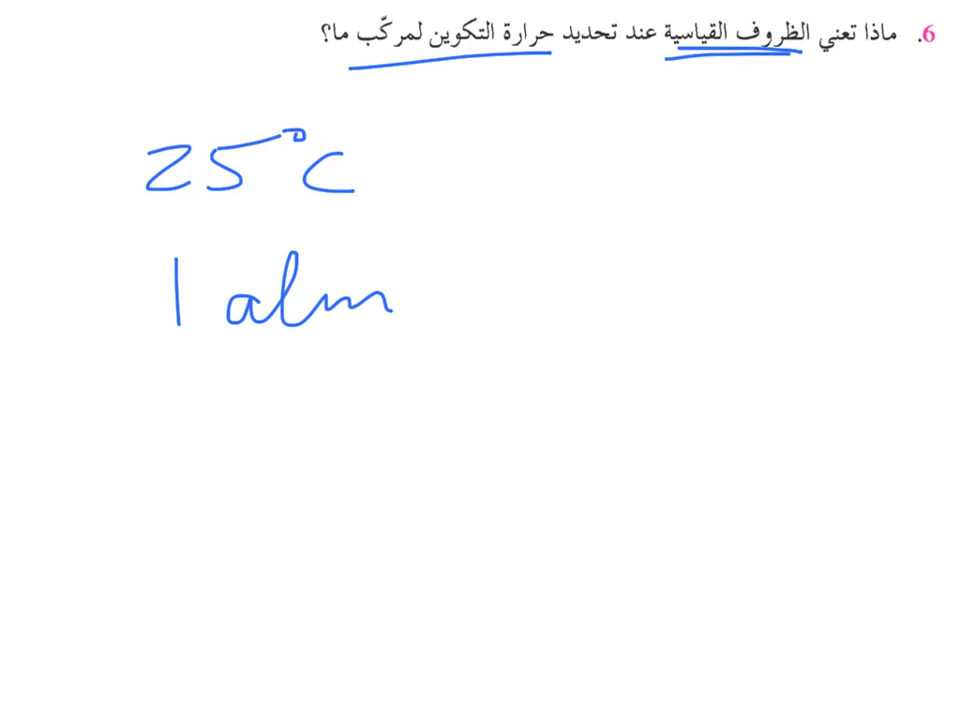 6. ماذا تعني الظروف القياسية عند تحديد حرارة التكوين لمركّب ما؟
25°C
1 atm